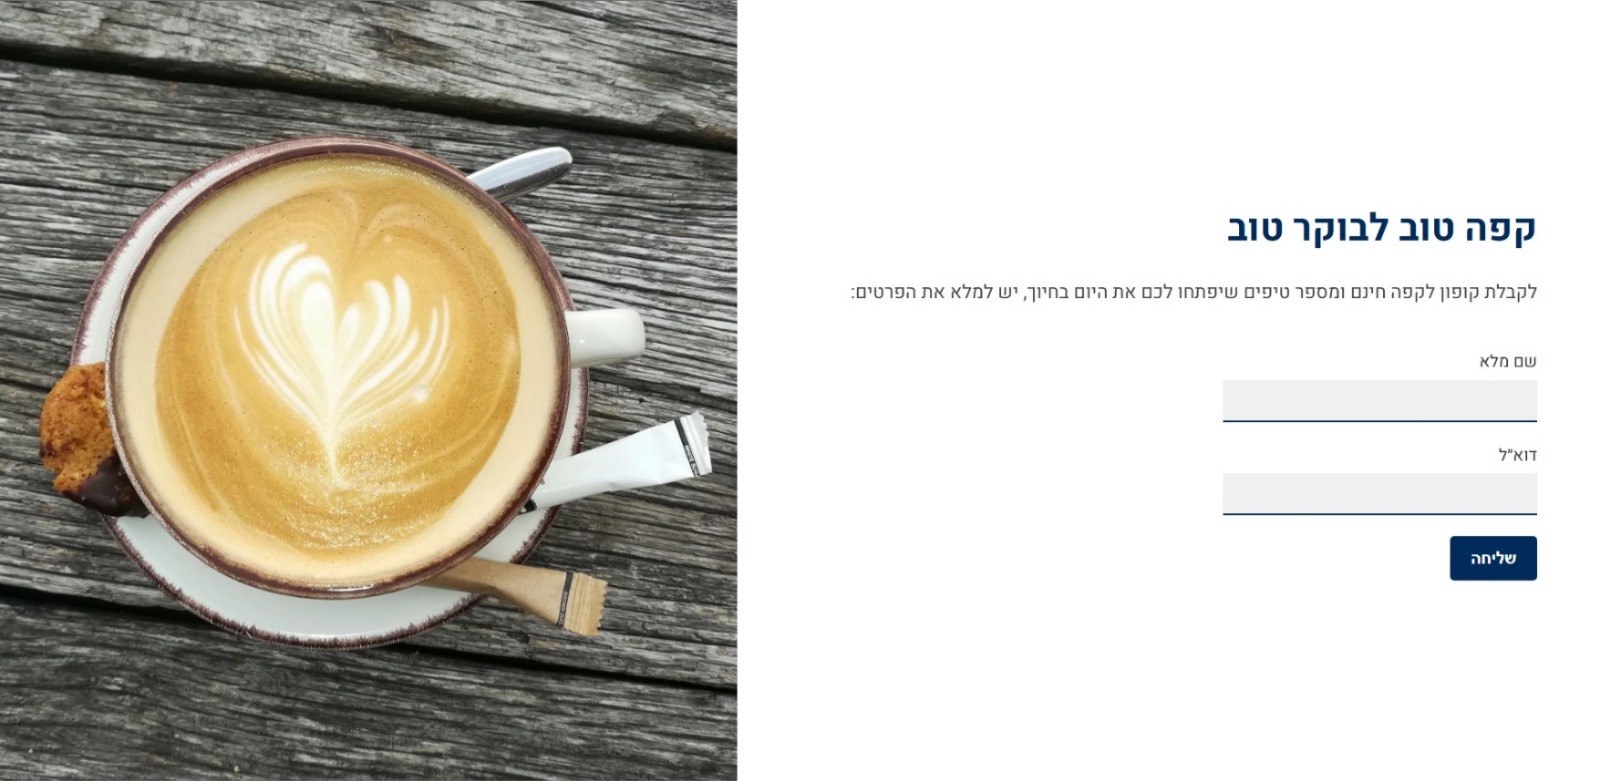 קפה טוב לבוקר טוב
לקבלת קופון לקפה חינם ומספר טיפים שיפתחו לכם את היום בחיוך, יש למלא את הפרטים:
שם מלא
דוא״ל
שליחה